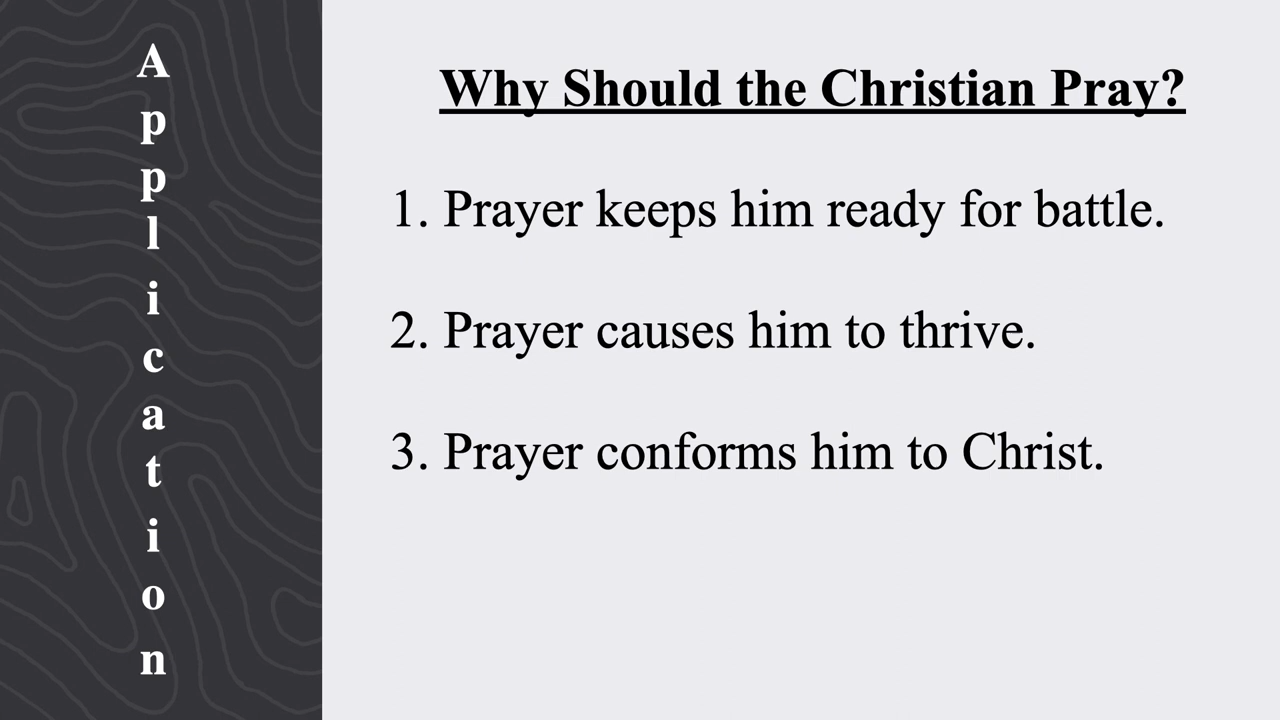 Application
Why Should the Christian Pray?
1. Prayer keeps him ready for battle.
2. Prayer causes him to thrive.
3. Prayer conforms him to Christ.